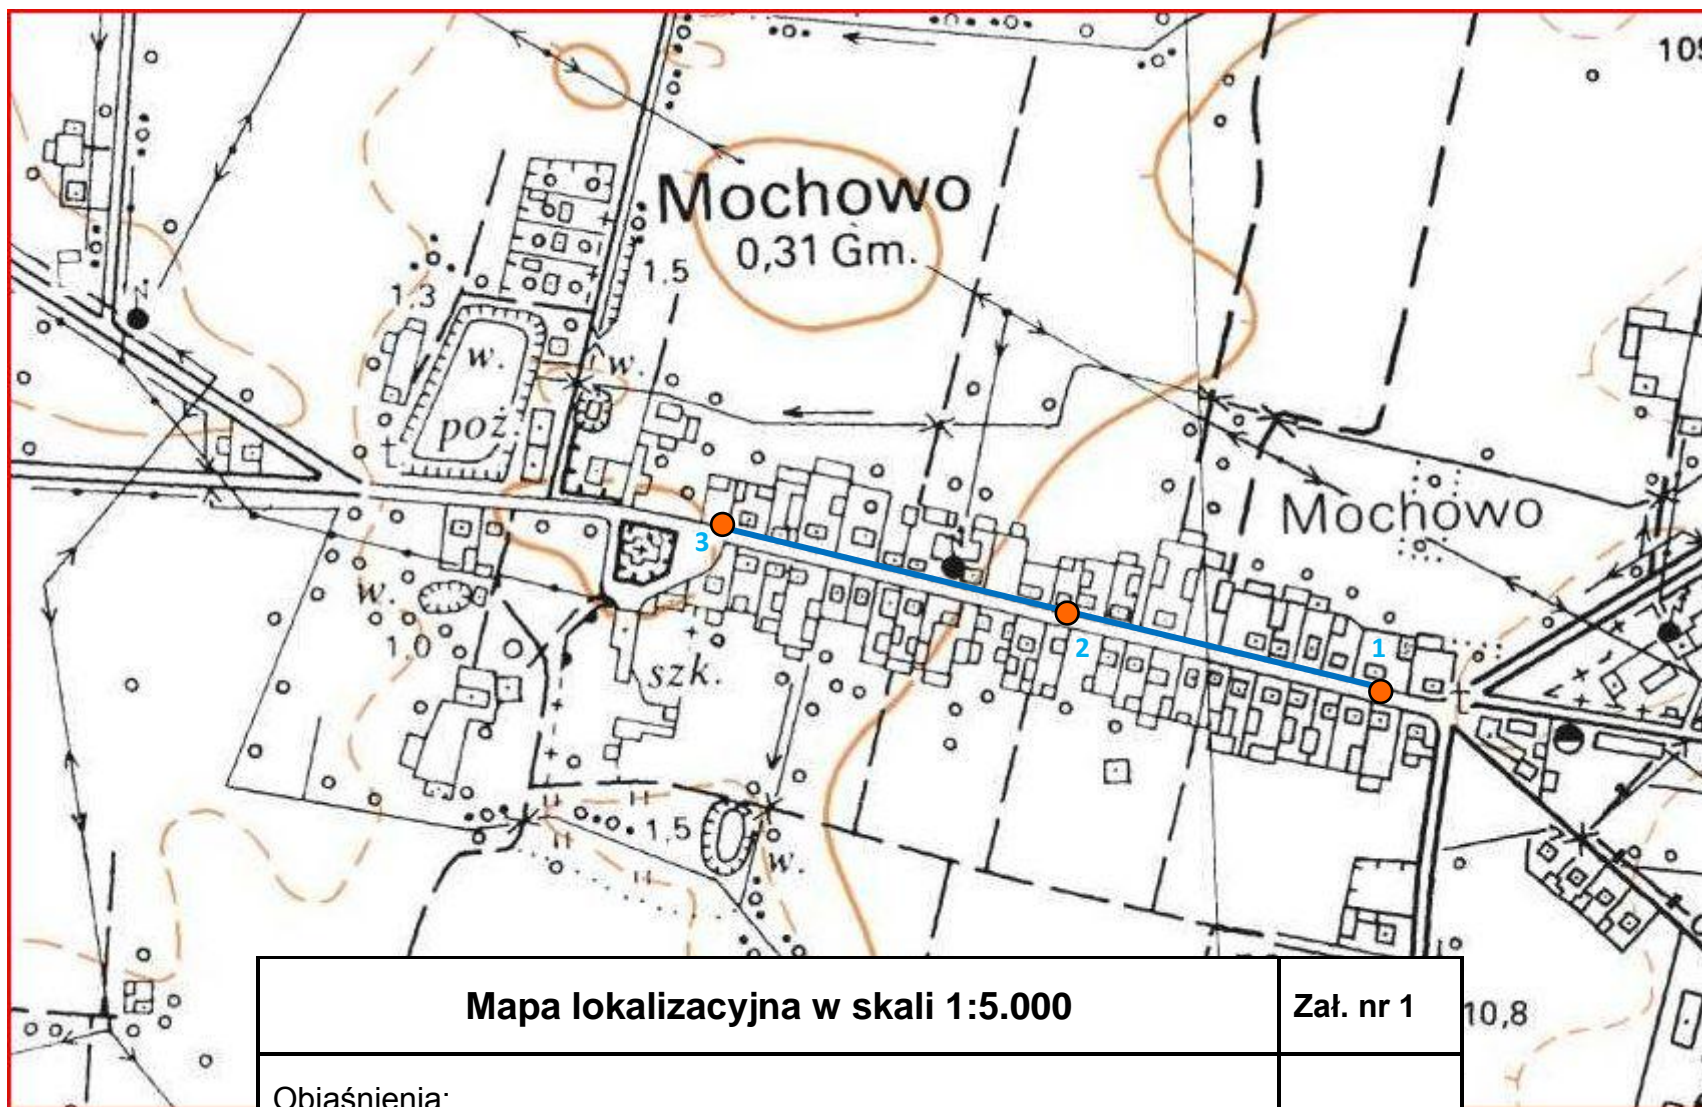 109
Mochowo
0,31 Gm.
1.5
1.3
z.
w.
w.
poż.
Mochowo
3
w.
1,0
2
1
szk.
1,5
w.
Mapa lokalizacyjna w skali 1:5.000
Zał. nr 1
10,8
Objaśnienia: